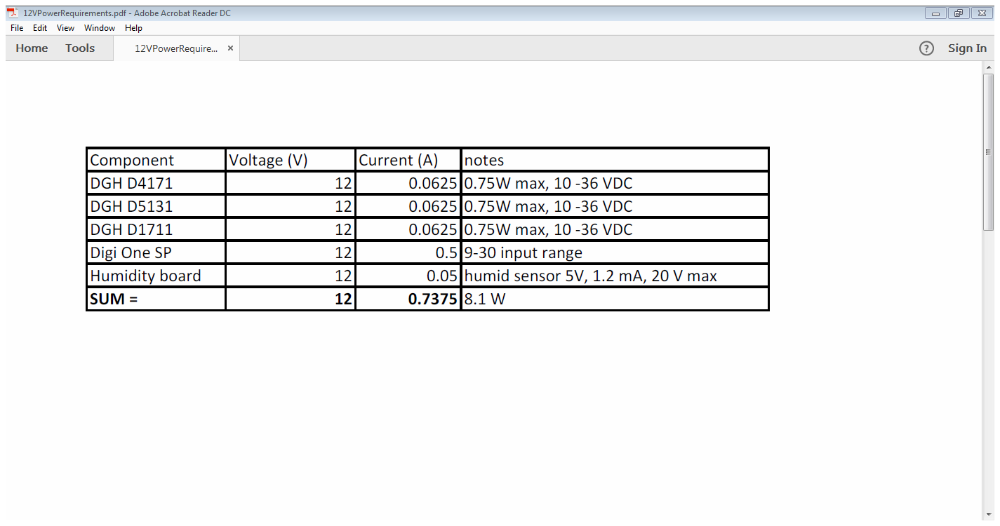 12VPowerRequirements.pdf - Adobe Acrobat Reader DC
File Edit View Window Help
Home Tools 12VPowerRequire... × ? Sign In
Component Voltage (V) Current (A) notes
DGH D4171 12 0.0625 0.75W max, 10 -36 VDC
DGH D5131 12 0.0625 0.75W max, 10 -36 VDC
DGH D1711 12 0.0625 0.75W max, 10 -36 VDC
Digi One SP 12 0.5 9-30 input range
Humidity board 12 0.05 humid sensor 5V, 1.2 mA, 20 V max
SUM = 12 0.7375 8.1 W